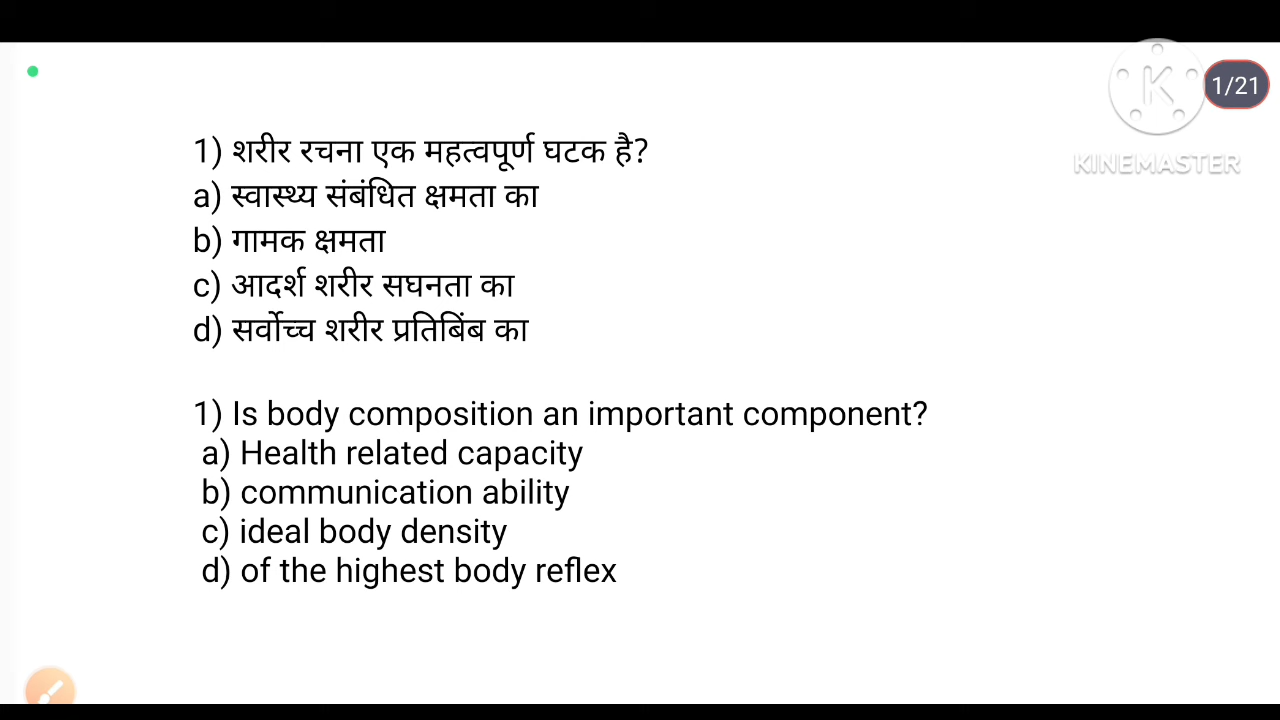 1/21
KINEMASTER
1) शरीर रचना एक महत्वपूर्ण घटक है?
a) स्वास्थ्य संबंधित क्षमता का
b) गामक क्षमता
c) आदर्श शरीर सघनता का
d) सर्वोच्च शरीर प्रतिबिंब का
1) Is body composition an important component?
a) Health related capacity
b) communication ability
c) ideal body density
d) of the highest body reflex